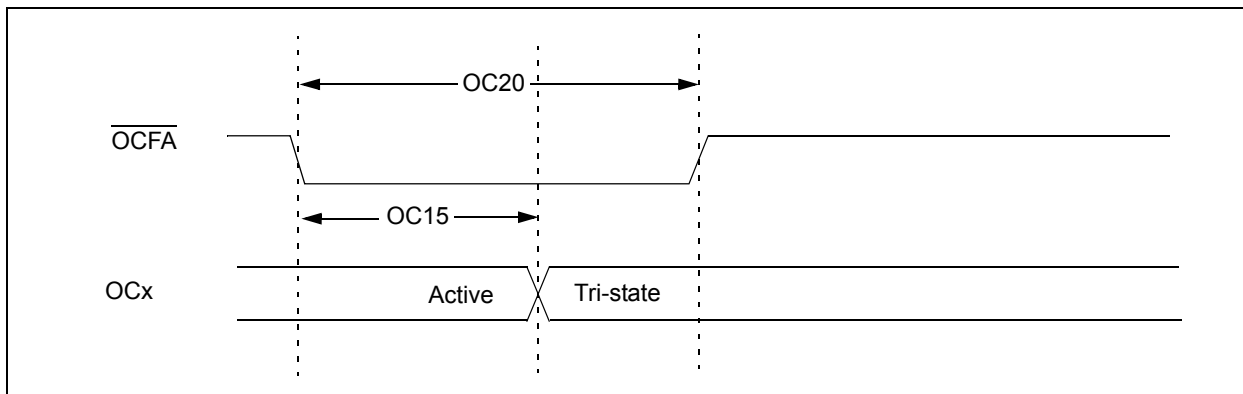 OC20
OCFA
OC15
OCx
Active
Tri-state